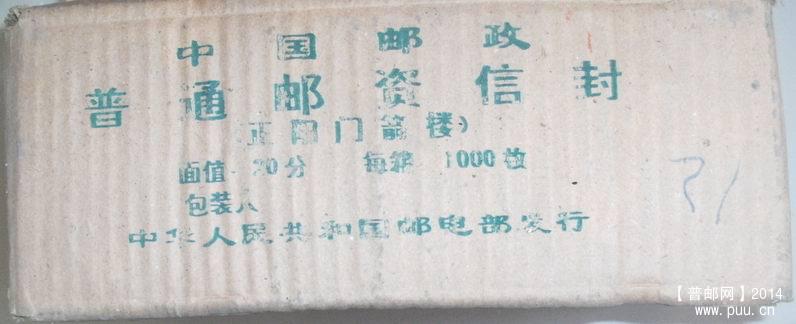 中国邮政
普通邮资信封
(正阳门箭楼)
面值 20分 每箱 1000枚
包装人
中华人民共和国邮电部发行
21
【普邮网】2014
www.puu.cn